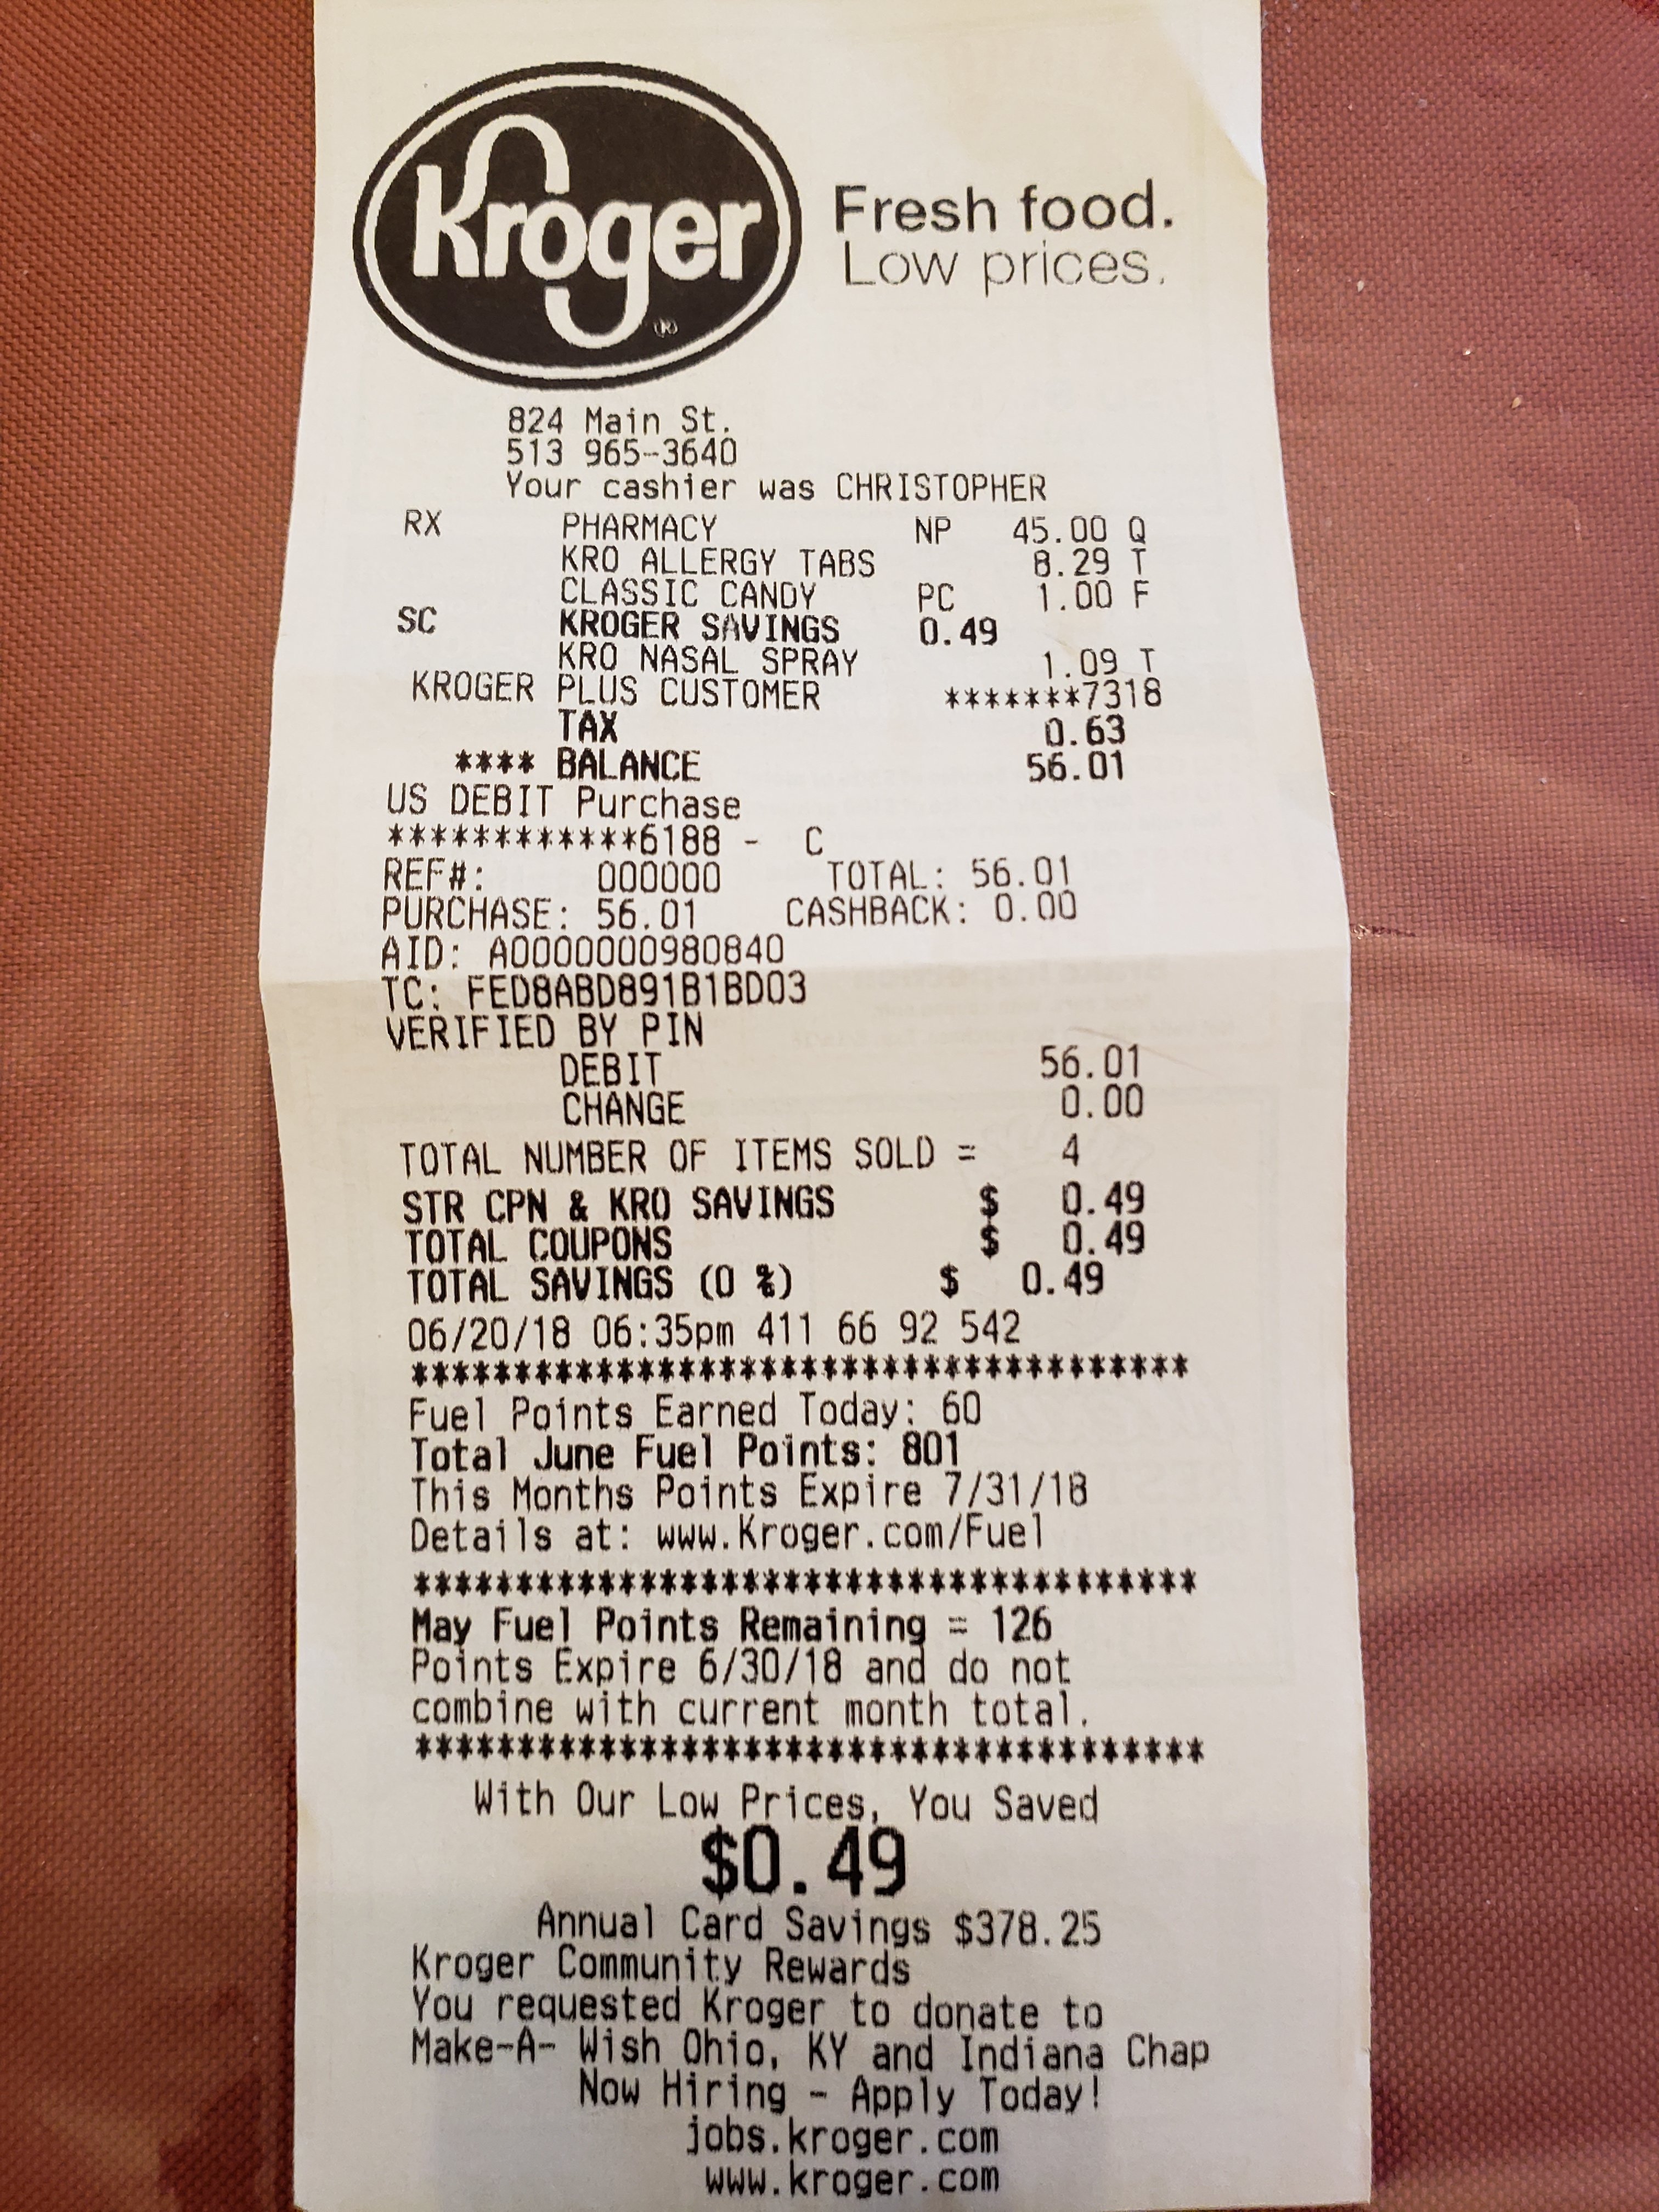 Kroger ®
Fresh food.
Low prices.
824 Main St.
513 965-3640
Your cashier was CHRISTOPHER
RX PHARMACY NP 45.00 Q
KRO ALLERGY TABS 8.29 T
CLASSIC CANDY PC 1.00 F
SC KROGER SAVINGS 0.49
KRO NASAL SPRAY 1.09 T
KROGER PLUS CUSTOMER *******7318
TAX 0.63
**** BALANCE 56.01
US DEBIT Purchase
************6188 - C
REF#: 000000 TOTAL: 56.01
PURCHASE: 56.01 CASHBACK: 0.00
AID: A0000000980840
TC: FED8ABD891B1BD03
VERIFIED BY PIN
DEBIT 56.01
CHANGE 0.00
TOTAL NUMBER OF ITEMS SOLD = 4
STR CPN & KRO SAVINGS $ 0.49
TOTAL COUPONS $ 0.49
TOTAL SAVINGS (0 %) $ 0.49
06/20/18 06:35pm 411 66 92 542
**************************************
Fuel Points Earned Today: 60
Total June Fuel Points: 801
This Months Points Expire 7/31/18
Details at: www.Kroger.com/Fuel
**************************************
May Fuel Points Remaining = 126
Points Expire 6/30/18 and do not
combine with current month total.
**************************************
With Our Low Prices, You Saved
$0.49
Annual Card Savings $378.25
Kroger Community Rewards
You requested Kroger to donate to
Make-A- Wish Ohio, KY and Indiana Chap
Now Hiring - Apply Today!
jobs.kroger.com
www.kroger.com